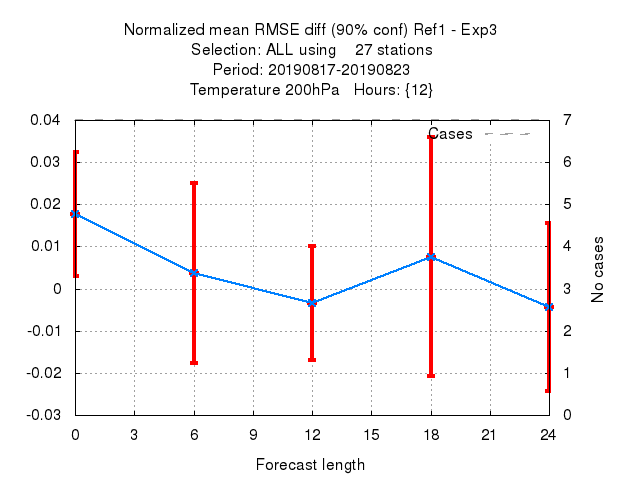 Normalized mean RMSE diff (90% conf) Ref1 - Exp3
Selection: ALL using    27 stations
Period: 20190817-20190823
Temperature 200hPa   Hours: {12}
Cases
0.04
0.03
0.02
0.01
0
-0.01
-0.02
-0.03
7
6
5
4
3
2
1
0
No cases
0 3 6 9 12 15 18 21 24
Forecast length